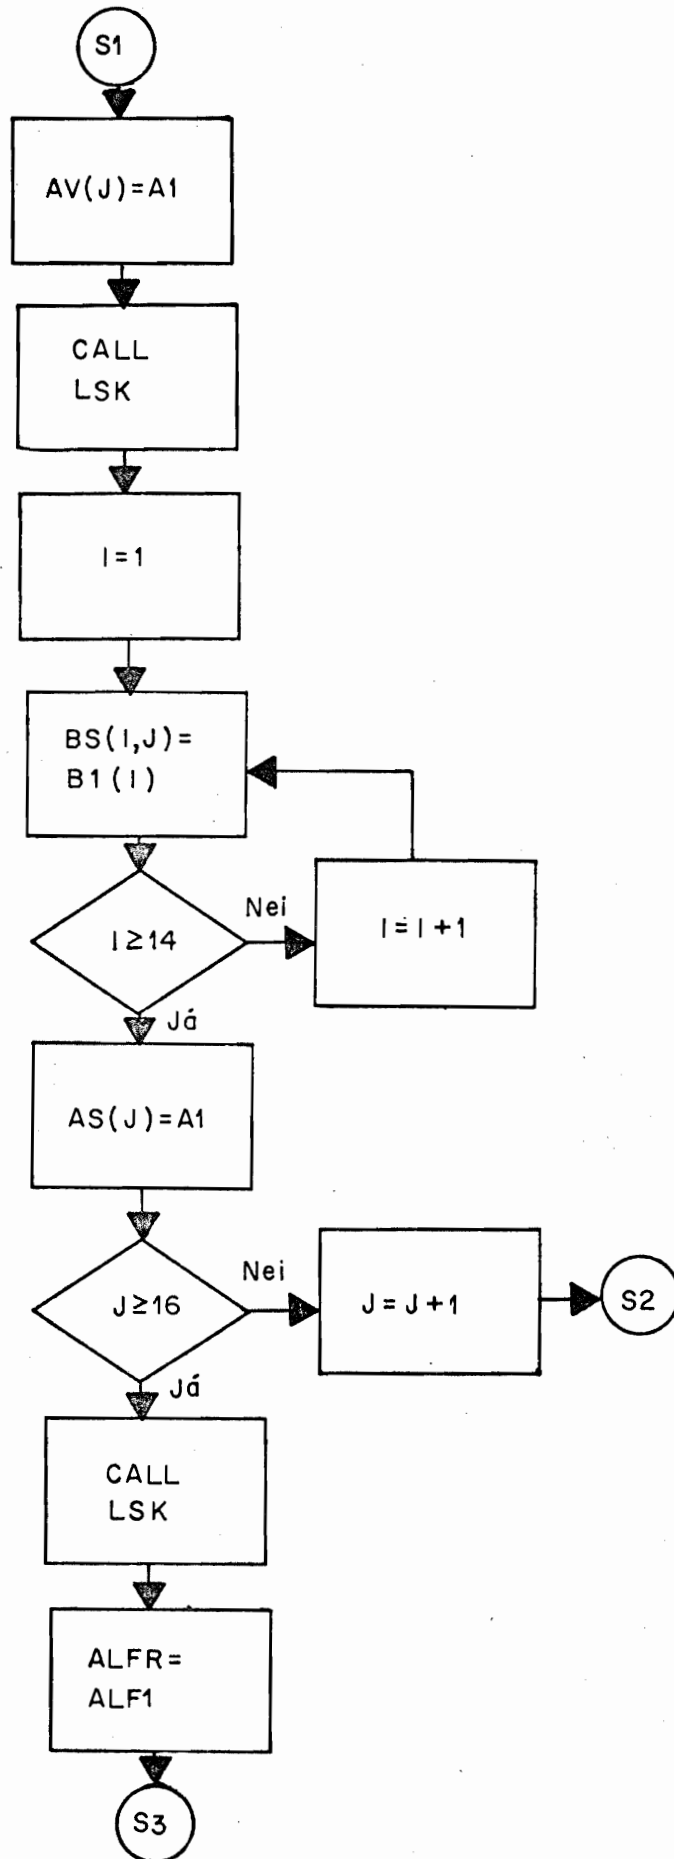 S1
AV(J)=A1
CALL
LSK
I=1
BS(I,J)=
B1(I)
I≥14
Nei
I=I+1
Já
AS(J)=A1
J≥16
Nei
J=J+1
S2
Já
CALL
LSK
ALFR=
ALF1
S3